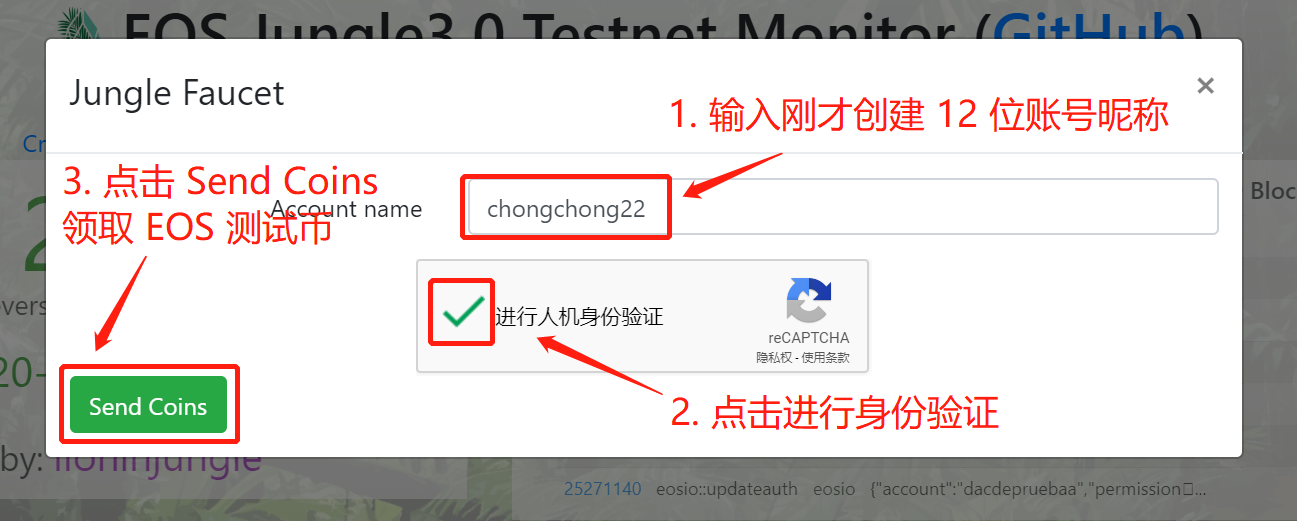 EOS Jungle3.0 Testnet Monitor (GitHub)
Jungle Faucet
×
1. 输入刚才创建 12 位账号昵称
Cr
3. 点击 Send Coins
领取 EOS 测试币
Account name
chongchong22
Bloc
2
overs
进行人机身份验证
reCAPTCHA
隐私权 - 使用条款
20-
Send Coins
2. 点击进行身份验证
by: lioninjungle
25271140 eosio::updateauth eosio {"account":"dacdepruebaa","permission...